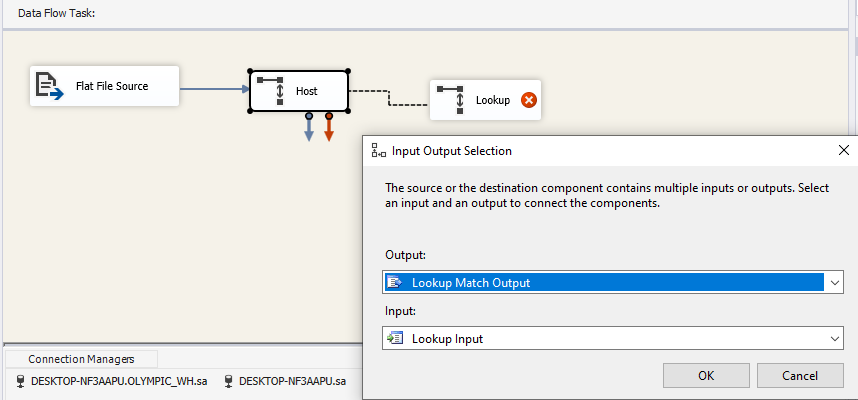 Data Flow Task:
Flat File Source
Host
Lookup
Input Output Selection
The source or the destination component contains multiple inputs or outputs. Select
an input and an output to connect the components.
Output:
Lookup Match Output
Input:
Lookup Input
OK
Cancel
Connection Managers
DESKTOP-NF3AAPU.OLYMPIC_WH.sa
DESKTOP-NF3AAPU.sa